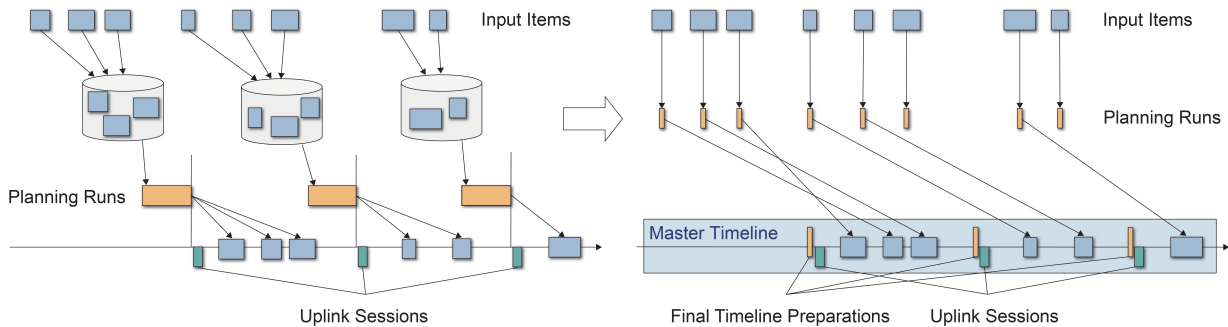 Input Items
Planning Runs
Uplink Sessions
Input Items
Planning Runs
Master Timeline
Final Timeline Preparations
Uplink Sessions